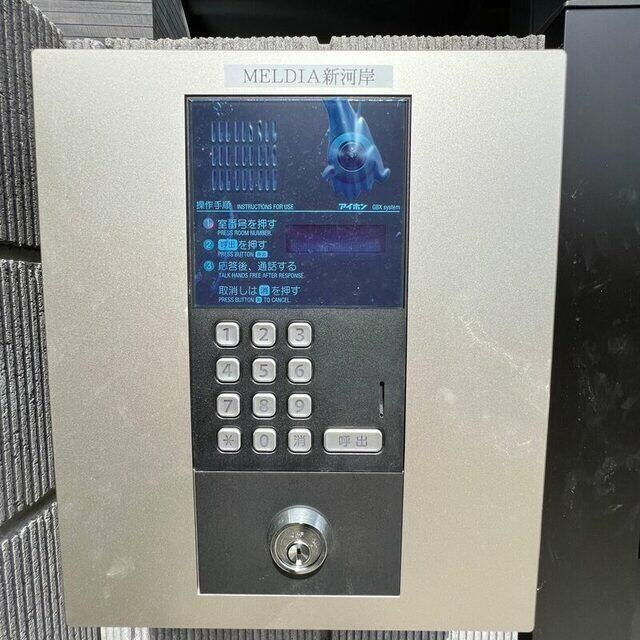 MELDIA新河岸
操作手順 INSTRUCTIONS FOR USE アイホン GBX system
1 室番号を押す
PRESS ROOM NUMBER.
2 呼出を押す
PRESS BUTTON 呼出
3 応答後、通話する
TALK HANDS FREE AFTER RESPONSE.
取消しは消を押す
PRESS BUTTON 消 TO CANCEL.
1 2 3
4 5 6
7 8 9
* 0 消 呼出